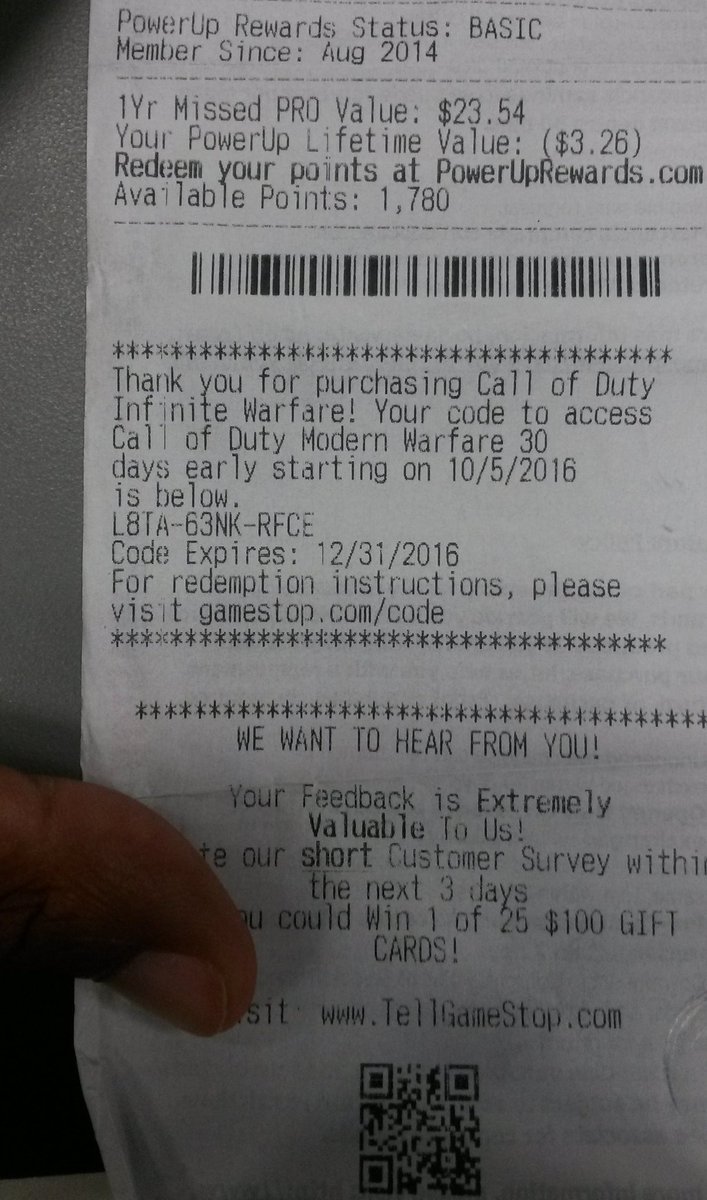 PowerUp Rewards Status: BASIC
Member Since: Aug 2014
1Yr Missed PRO Value: $23.54
Your PowerUp Lifetime Value: ($3.26)
Redeem your points at PowerUpRewards.com
Available Points: 1,780
**************************************
Thank you for purchasing Call of Duty
Infinite Warfare! Your code to access
Call of Duty Modern Warfare 30
days early starting on 10/5/2016
is below.
L8TA-63NK-RFCE
Code Expires: 12/31/2016
For redemption instructions, please
visit gamestop.com/code
**************************************
**************************************
WE WANT TO HEAR FROM YOU!
Your Feedback is Extremely
Valuable To Us!
our short Customer Survey within
the next 3 days
could Win 1 of 25 $100 GIFT
CARDS!
www.TellGameStop.com